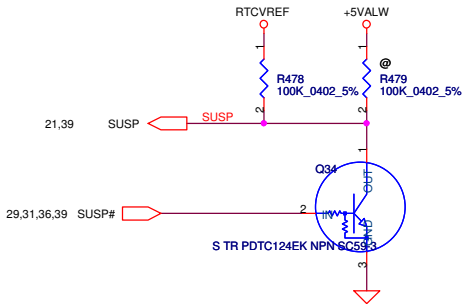 RTCVREF
+5VALW
1
1
@
R478
100K_0402_5%
R479
100K_0402_5%
2
2
21,39
SUSP
SUSP
1
Q34
OUT
29,31,36,39
SUSP#
2
IN
GND
S TR PDTC124EK NPN SC59-3
3